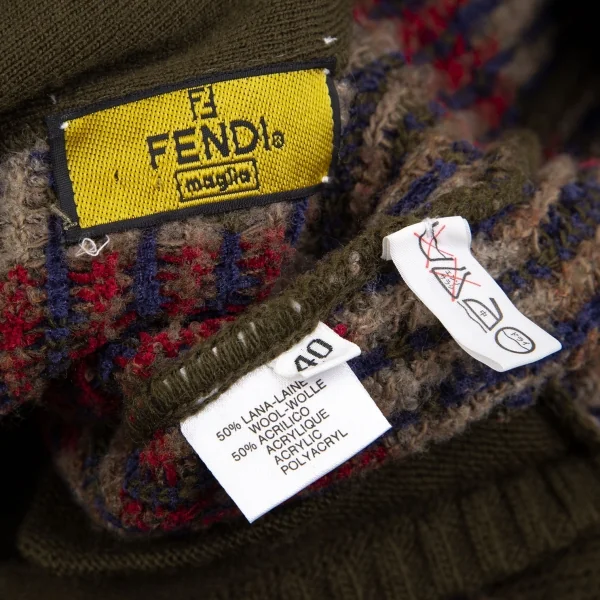 FENDI®
maglia
40
50% LANA-LAINE
WOOL-WOLLE
50% ACRILICO
ACRYLIQUE
ACRYLIC
POLYACRYL